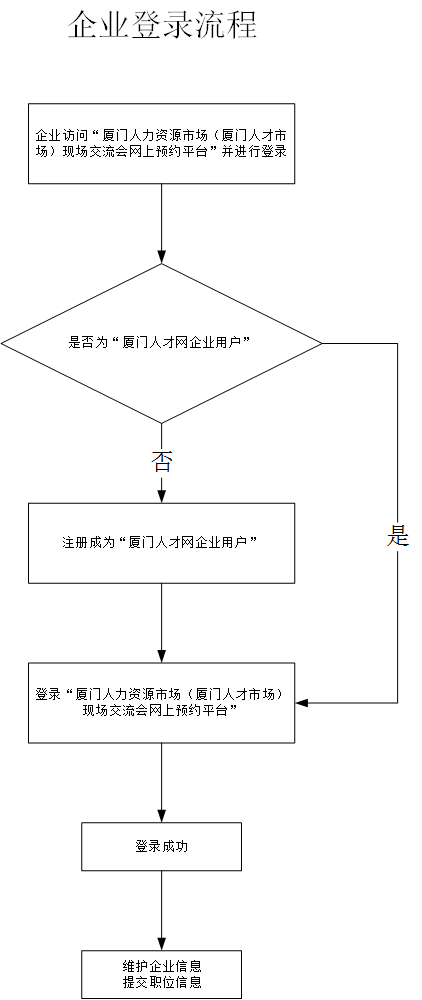 企业登录流程
企业访问“厦门人力资源市场（厦门人才市
场）现场交流会网上预约平台”并进行登录
是否为“厦门人才网企业用户”
否
注册成为“厦门人才网企业用户”
是
登录“厦门人力资源市场（厦门人才市场）
现场交流会网上预约平台”
登录成功
维护企业信息
提交职位信息